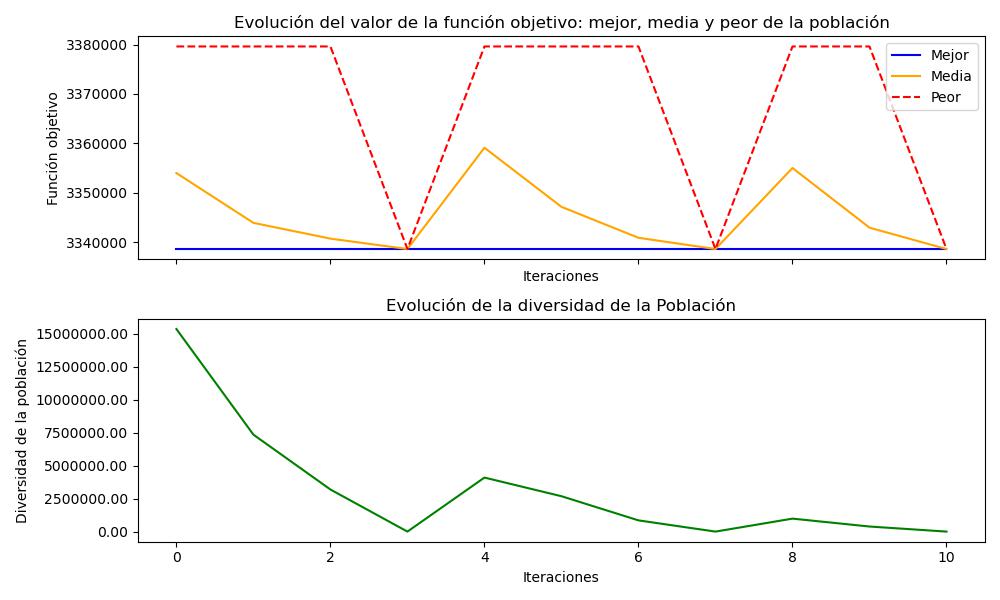 Evolución del valor de la función objetivo: mejor, media y peor de la población
3380000
3370000
3360000
3350000
3340000
Función objetivo
Mejor
Media
Peor
Iteraciones
Evolución de la diversidad de la Población
15000000.00
12500000.00
10000000.00
7500000.00
5000000.00
2500000.00
0.00
Diversidad de la población
0 2 4 6 8 10
Iteraciones